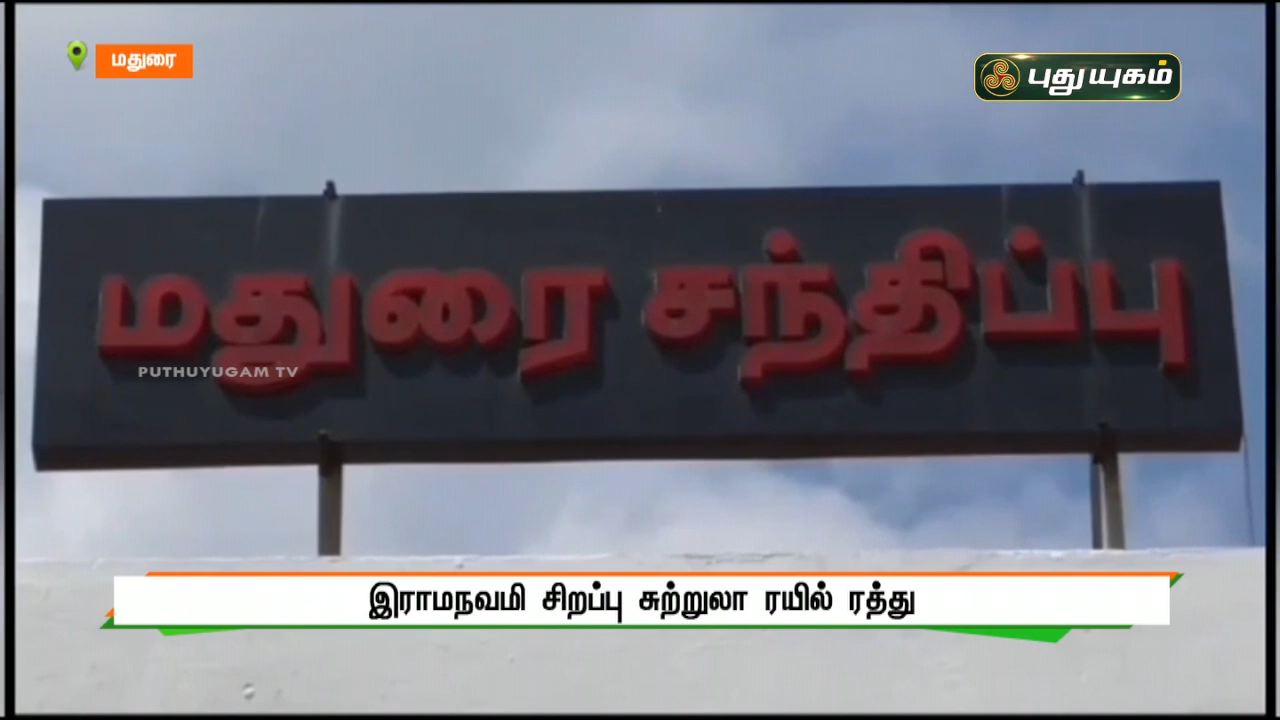 மதுரை
புதுயுகம்
மதுரை சந்திப்பு
PUTHUYUGAM TV
இராமநவமி சிறப்பு சுற்றுலா ரயில் ரத்து